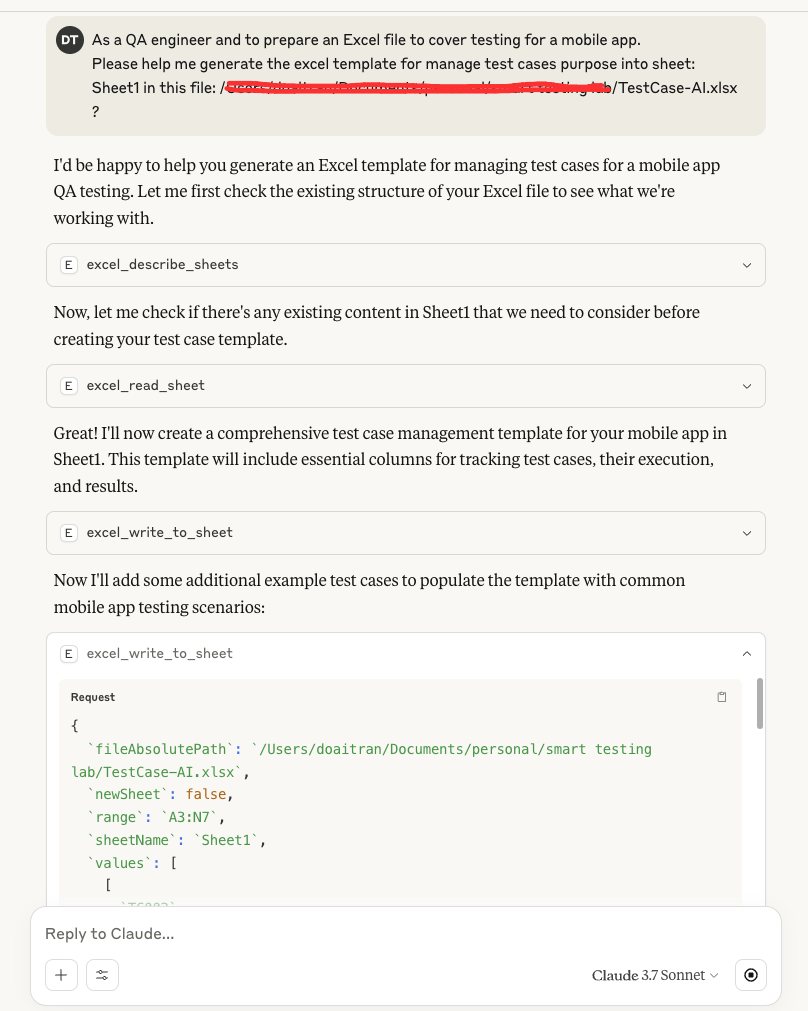 DT
As a QA engineer and to prepare an Excel file to cover testing for a mobile app.
Please help me generate the excel template for manage test cases purpose into sheet:
Sheet1 in this file: / /TestCase-AI.xlsx
?
I'd be happy to help you generate an Excel template for managing test cases for a mobile app
QA testing. Let me first check the existing structure of your Excel file to see what we're
working with.
E excel_describe_sheets
Now, let me check if there's any existing content in Sheet1 that we need to consider before
creating your test case template.
E excel_read_sheet
Great! I'll now create a comprehensive test case management template for your mobile app in
Sheet1. This template will include essential columns for tracking test cases, their execution,
and results.
E excel_write_to_sheet
Now I'll add some additional example test cases to populate the template with common
mobile app testing scenarios:
E excel_write_to_sheet
Request
{
`fileAbsolutePath`: `/Users/doaitran/Documents/personal/smart testing
lab/TestCase-AI.xlsx`,
`newSheet`: false,
`range`: `A3:N7`,
`sheetName`: `Sheet1`,
`values`: [
[
Reply to Claude...
Claude 3.7 Sonnet